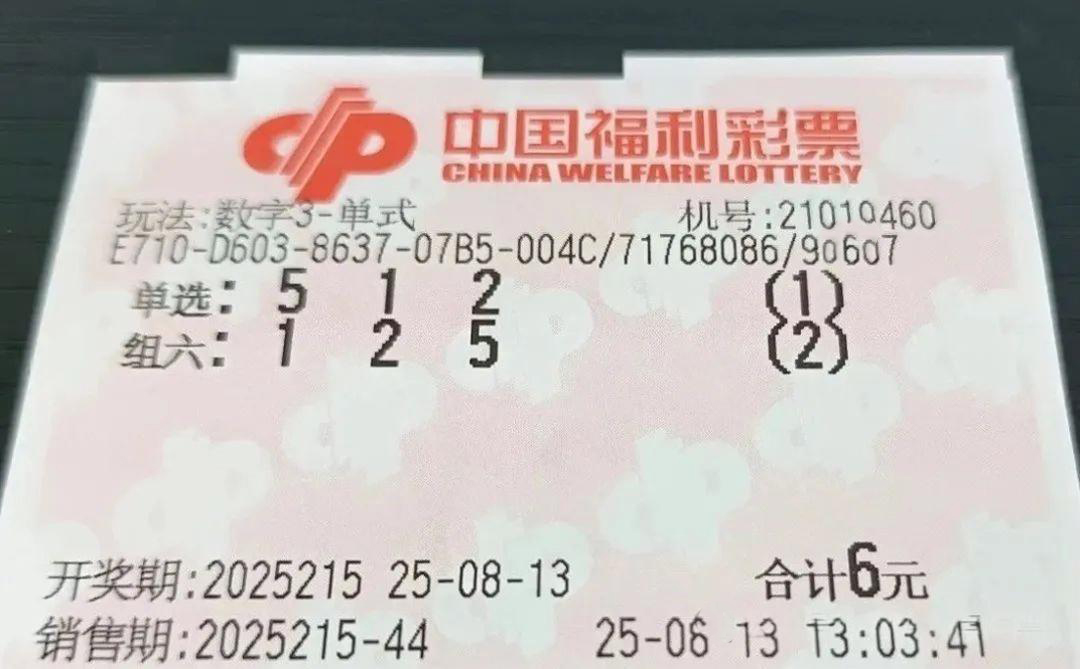 中国福利彩票
CHINA WELFARE LOTTERY
玩法:数字3-单式 机号:21010460
E710-D603-8637-07B5-004C/71768086/9a6a7
单选: 5 1 2 (1)
组六: 1 2 5 (2)
开奖期:2025215 25-08-13 合计6元
销售期:2025215-44 25-06 13 13:03:41